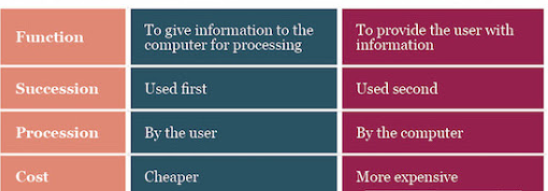 Function
To give information to the
computer for processing
To provide the user with
information
Succession
Used first
Used second
Procession
By the user
By the computer
Cost
Cheaper
More expensive